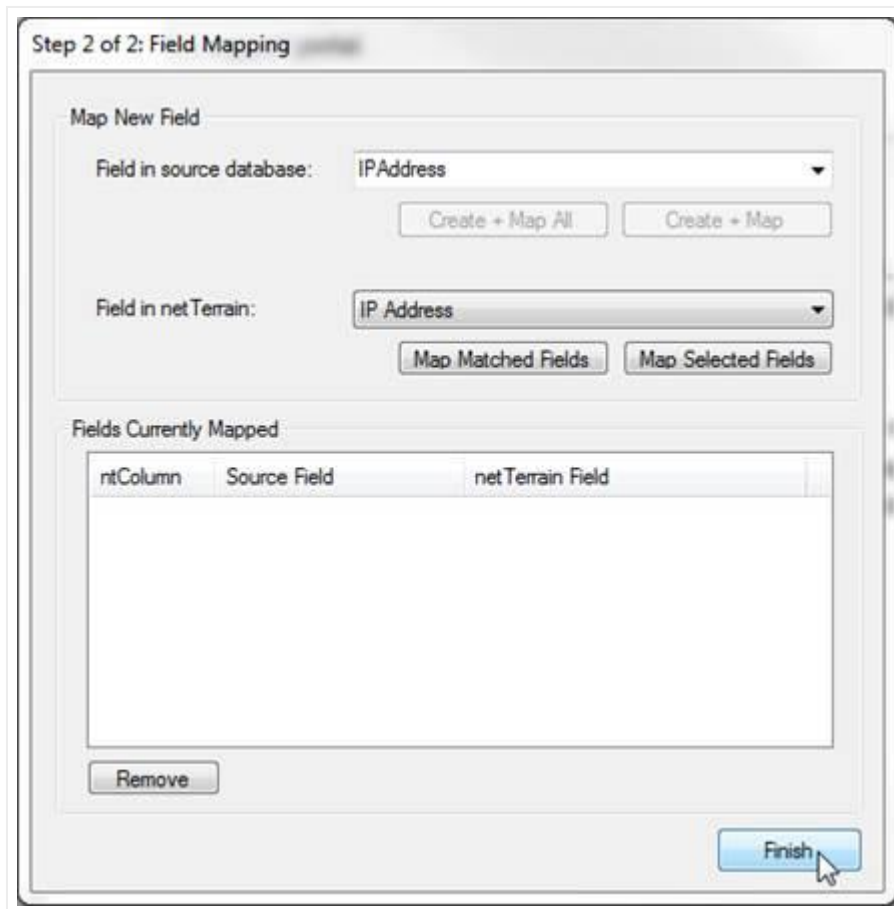 Step 2 of 2: Field Mapping
Map New Field
Field in source database: IPAddress
Create + Map All Create + Map
Field in netTerrain: IP Address
Map Matched Fields Map Selected Fields
Fields Currently Mapped
ntColumn Source Field netTerrain Field
Remove
Finish